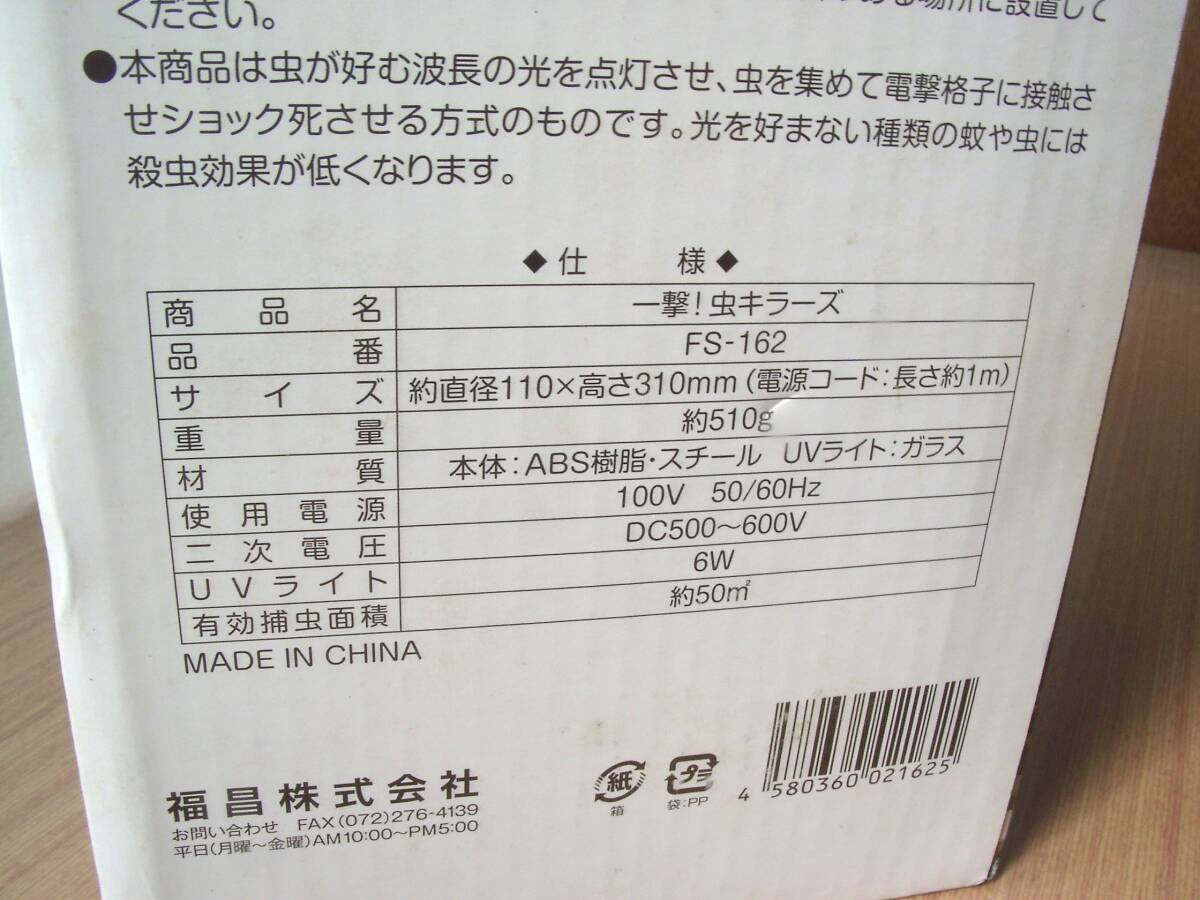 る場所に設置して
ください。
●本商品は虫が好む波長の光を点灯させ、虫を集めて電撃格子に接触さ
せショック死させる方式のものです。光を好まない種類の蚊や虫には
殺虫効果が低くなります。
◆仕 様◆
商品名 一撃!虫キラーズ
品番 FS-162
サイズ 約直径110×高さ310mm(電源コード:長さ約1m)
重量 約510g
材質 本体:ABS樹脂・スチール UVライト:ガラス
使用電源 100V 50/60Hz
二次電圧 DC500〜600V
UVライト 6W
有効捕虫面積 約50㎡
MADE IN CHINA
福昌株式会社
お問い合わせ FAX(072)276-4139
平日(月曜〜金曜)AM10:00〜PM5:00
紙
箱
プラ
袋:PP
4 580360 021625